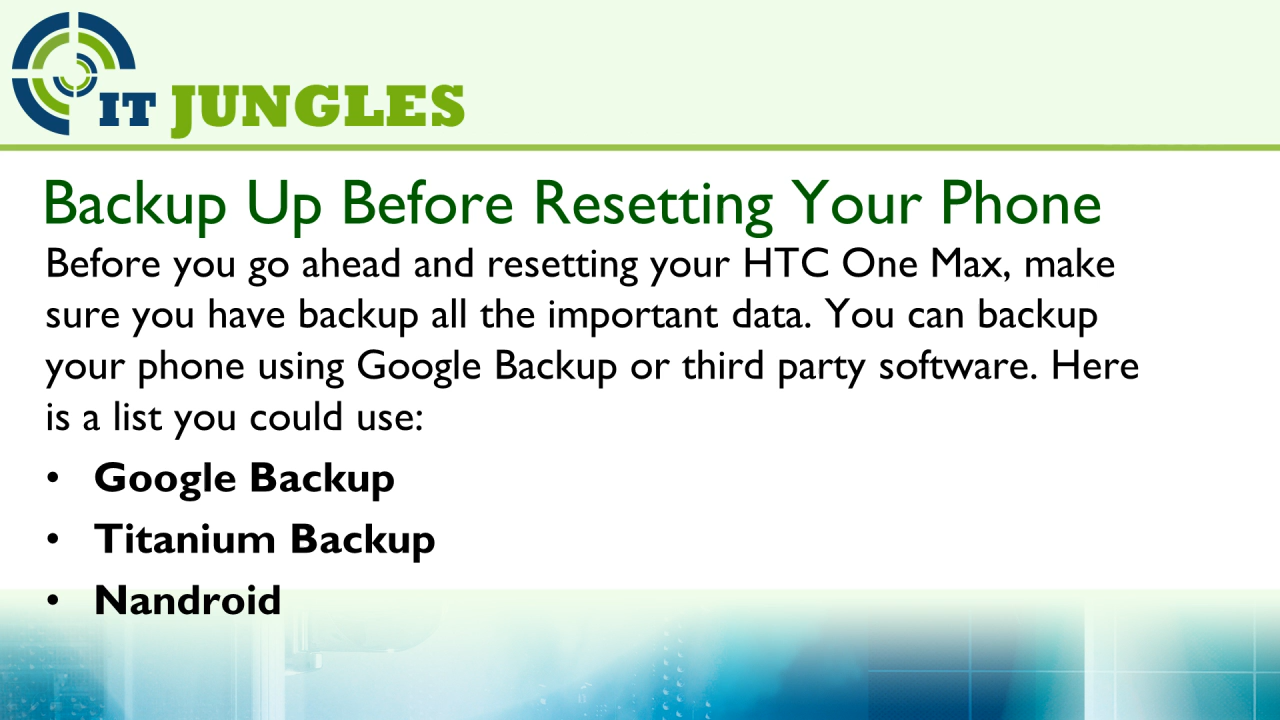 IT JUNGLES
Backup Up Before Resetting Your Phone
Before you go ahead and resetting your HTC One Max, make
sure you have backup all the important data. You can backup
your phone using Google Backup or third party software. Here
is a list you could use:
• Google Backup
• Titanium Backup
• Nandroid